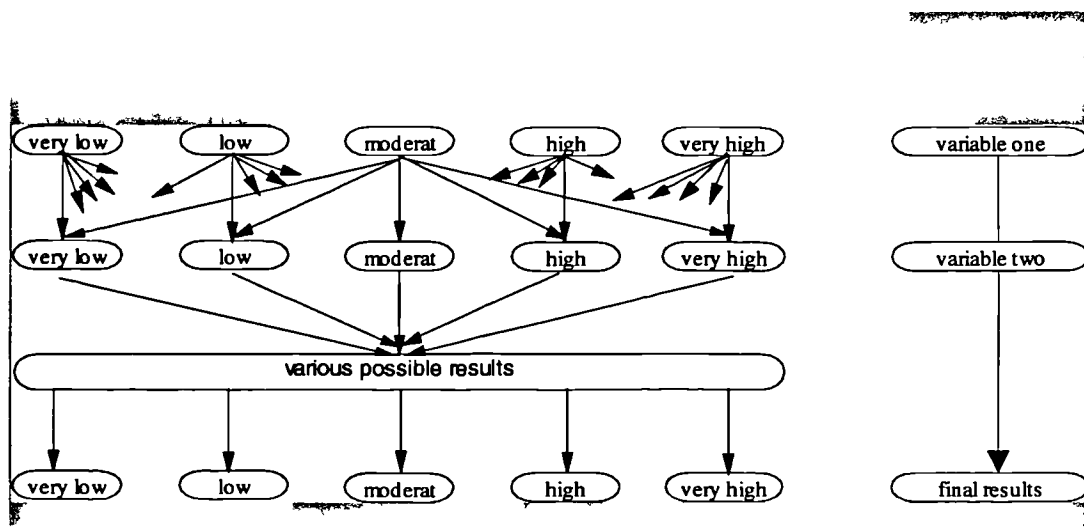 very low low moderat high very high variable one
very low low moderat high very high variable two
various possible results
very low low moderat high very high final results